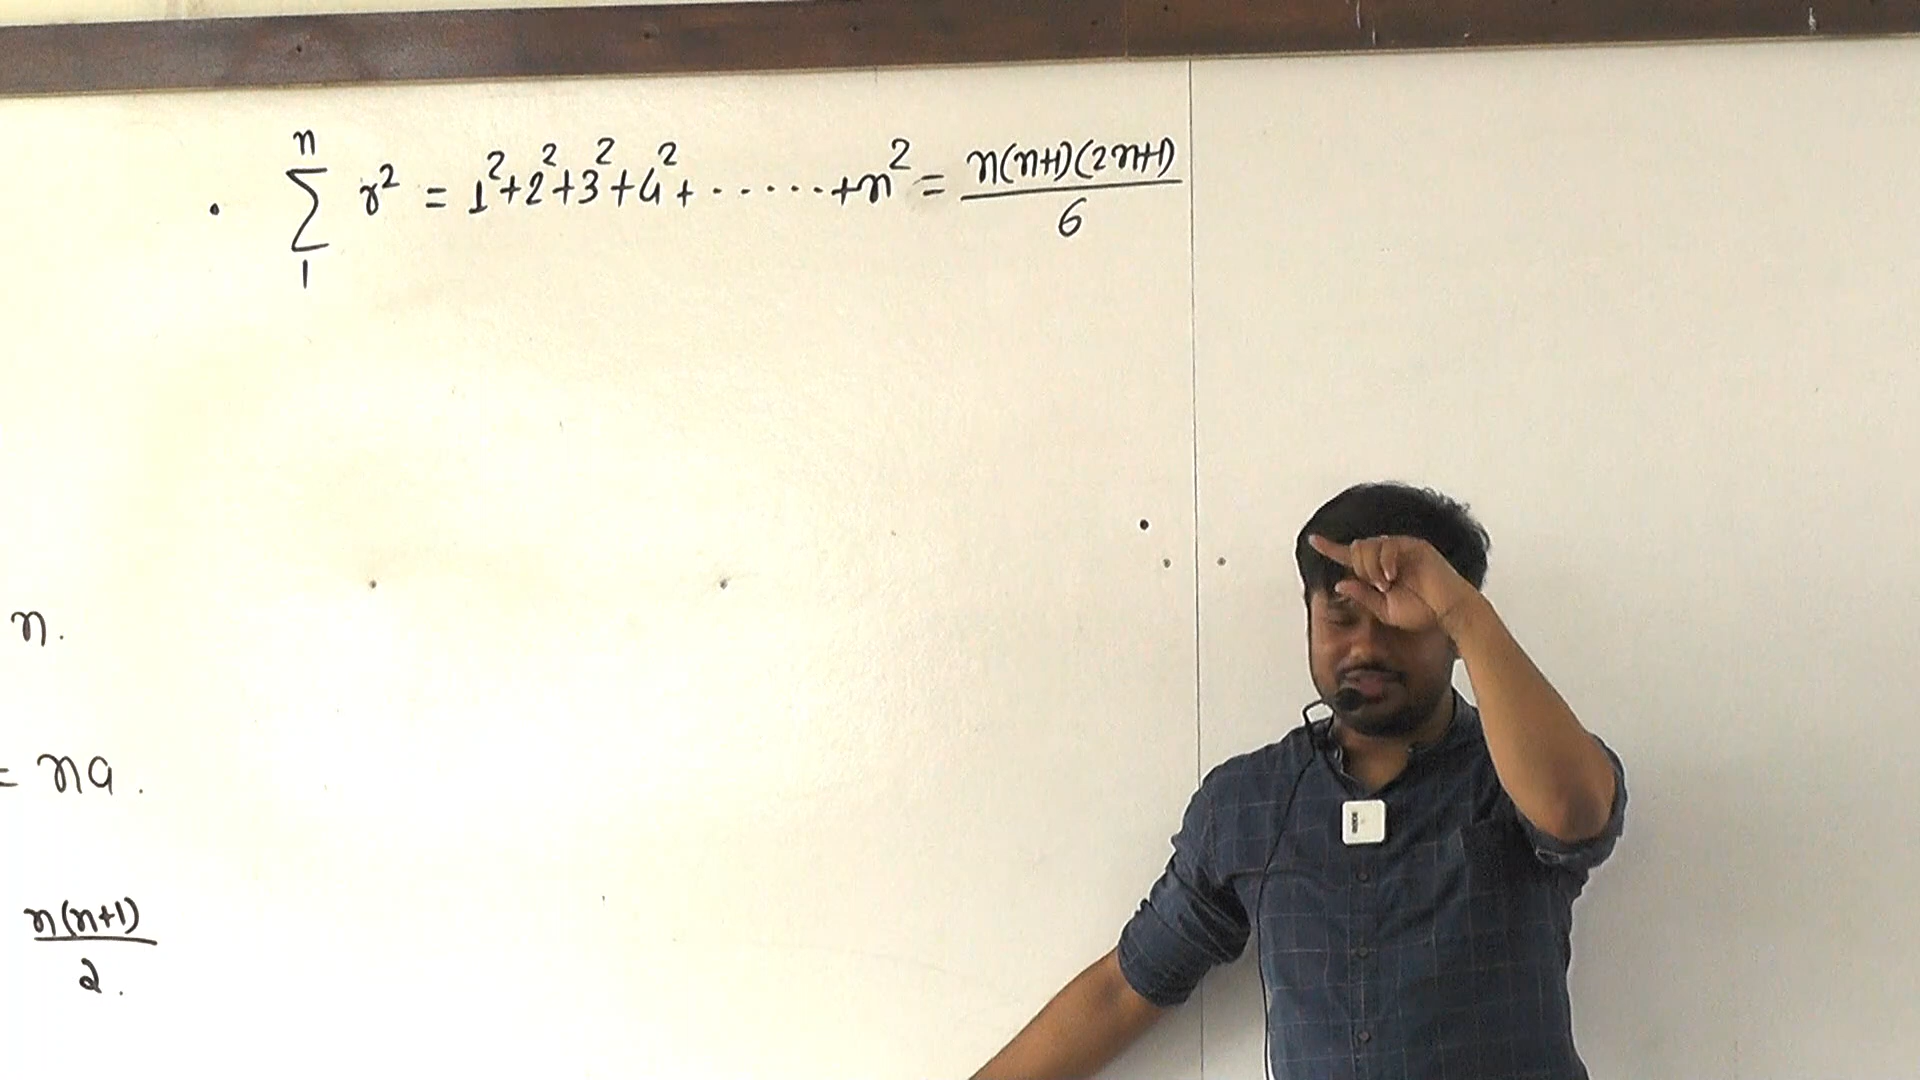 • n∑1 r² = 1²+2²+3²+4²+ · · · · · · +n² = n(n+1)(2n+1)/6
n.
= na.
n(n+1)/2.